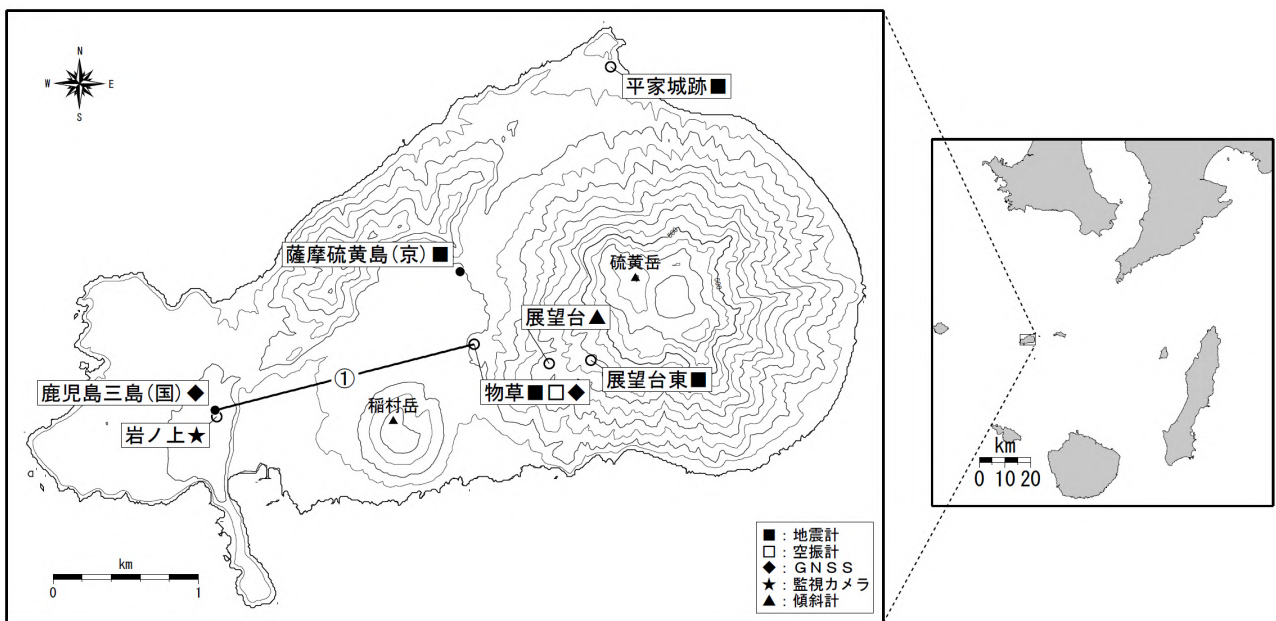 N
W E
S
平家城跡■
薩摩硫黄島(京)■
硫黄岳
展望台▲
①
展望台東■
物草■□◆
鹿児島三島(国)◆
稲村岳
岩ノ上★
km
0 1
■:地震計
□:空振計
◆:GNSS
★:監視カメラ
▲:傾斜計
km
0 10 20